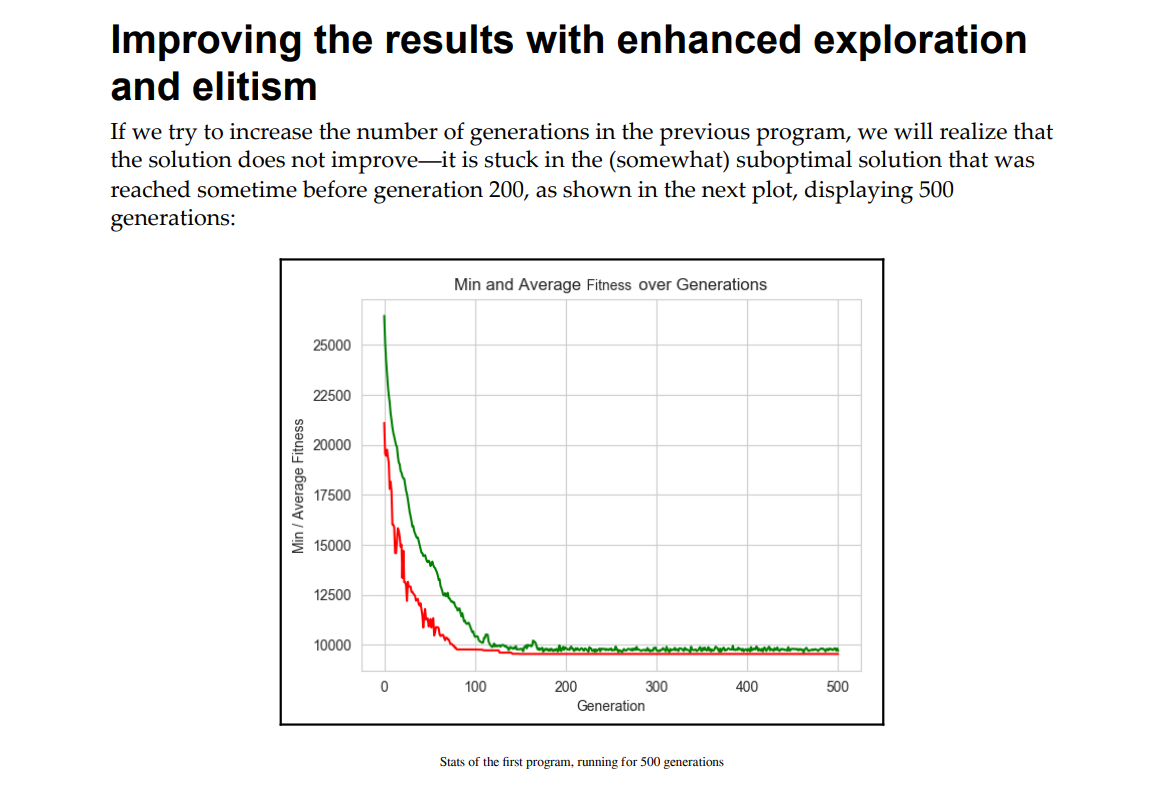 Improving the results with enhanced exploration
and elitism
If we try to increase the number of generations in the previous program, we will realize that
the solution does not improve—it is stuck in the (somewhat) suboptimal solution that was
reached sometime before generation 200, as shown in the next plot, displaying 500
generations:
Min and Average Fitness over Generations
Min / Average Fitness
25000
22500
20000
17500
15000
12500
10000
0 100 200 300 400 500
Generation
Stats of the first program, running for 500 generations